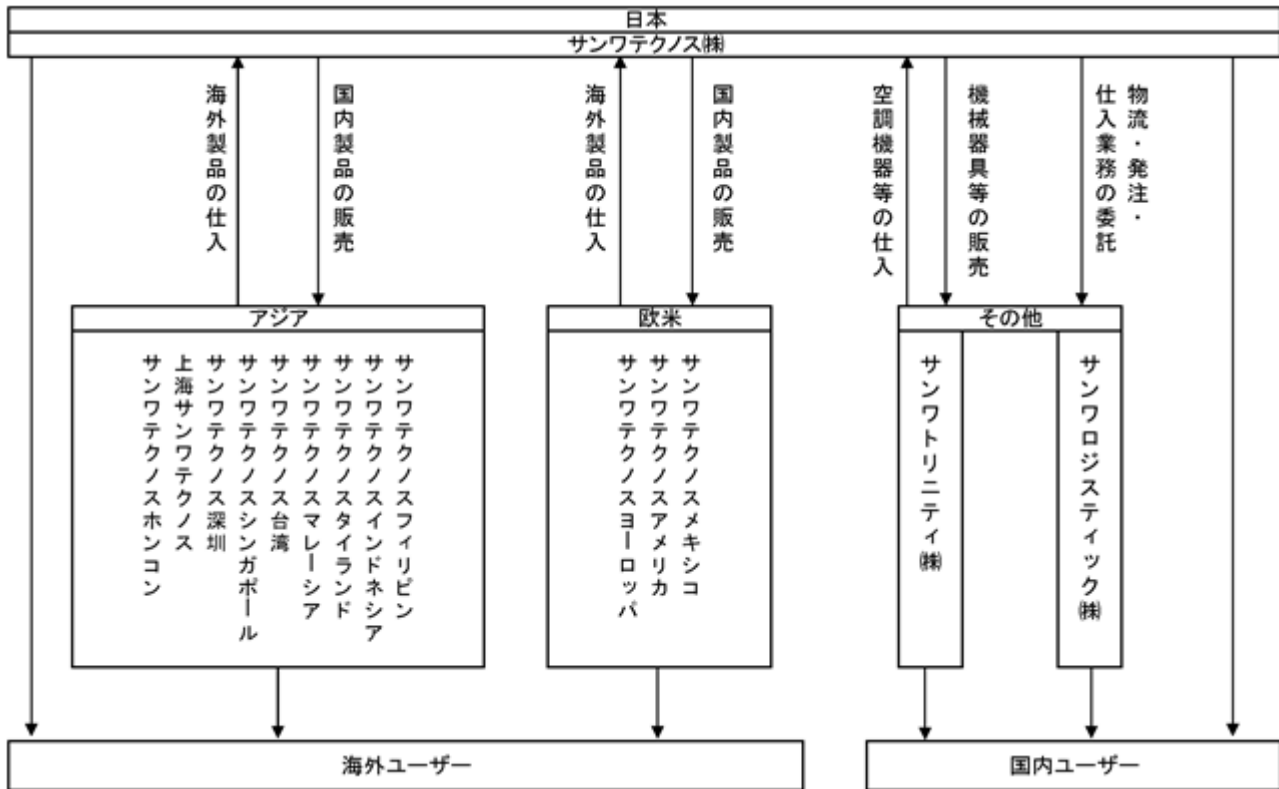 日本
サンワテクノス㈱
海外製品の仕入
国内製品の販売
海外製品の仕入
国内製品の販売
空調機器等の仕入
機械器具等の販売
物流・発注・
仕入業務の委託
アジア
サンワテクノスフィリピン
サンワテクノスインドネシア
サンワテクノスタイランド
サンワテクノスマレーシア
サンワテクノス台湾
サンワテクノスシンガポール
サンワテクノス深圳
上海サンワテクノス
サンワテクノスホンコン
欧米
サンワテクノスメキシコ
サンワテクノスアメリカ
サンワテクノスヨーロッパ
その他
サンワトリニティ㈱
サンワロジスティック㈱
海外ユーザー
国内ユーザー